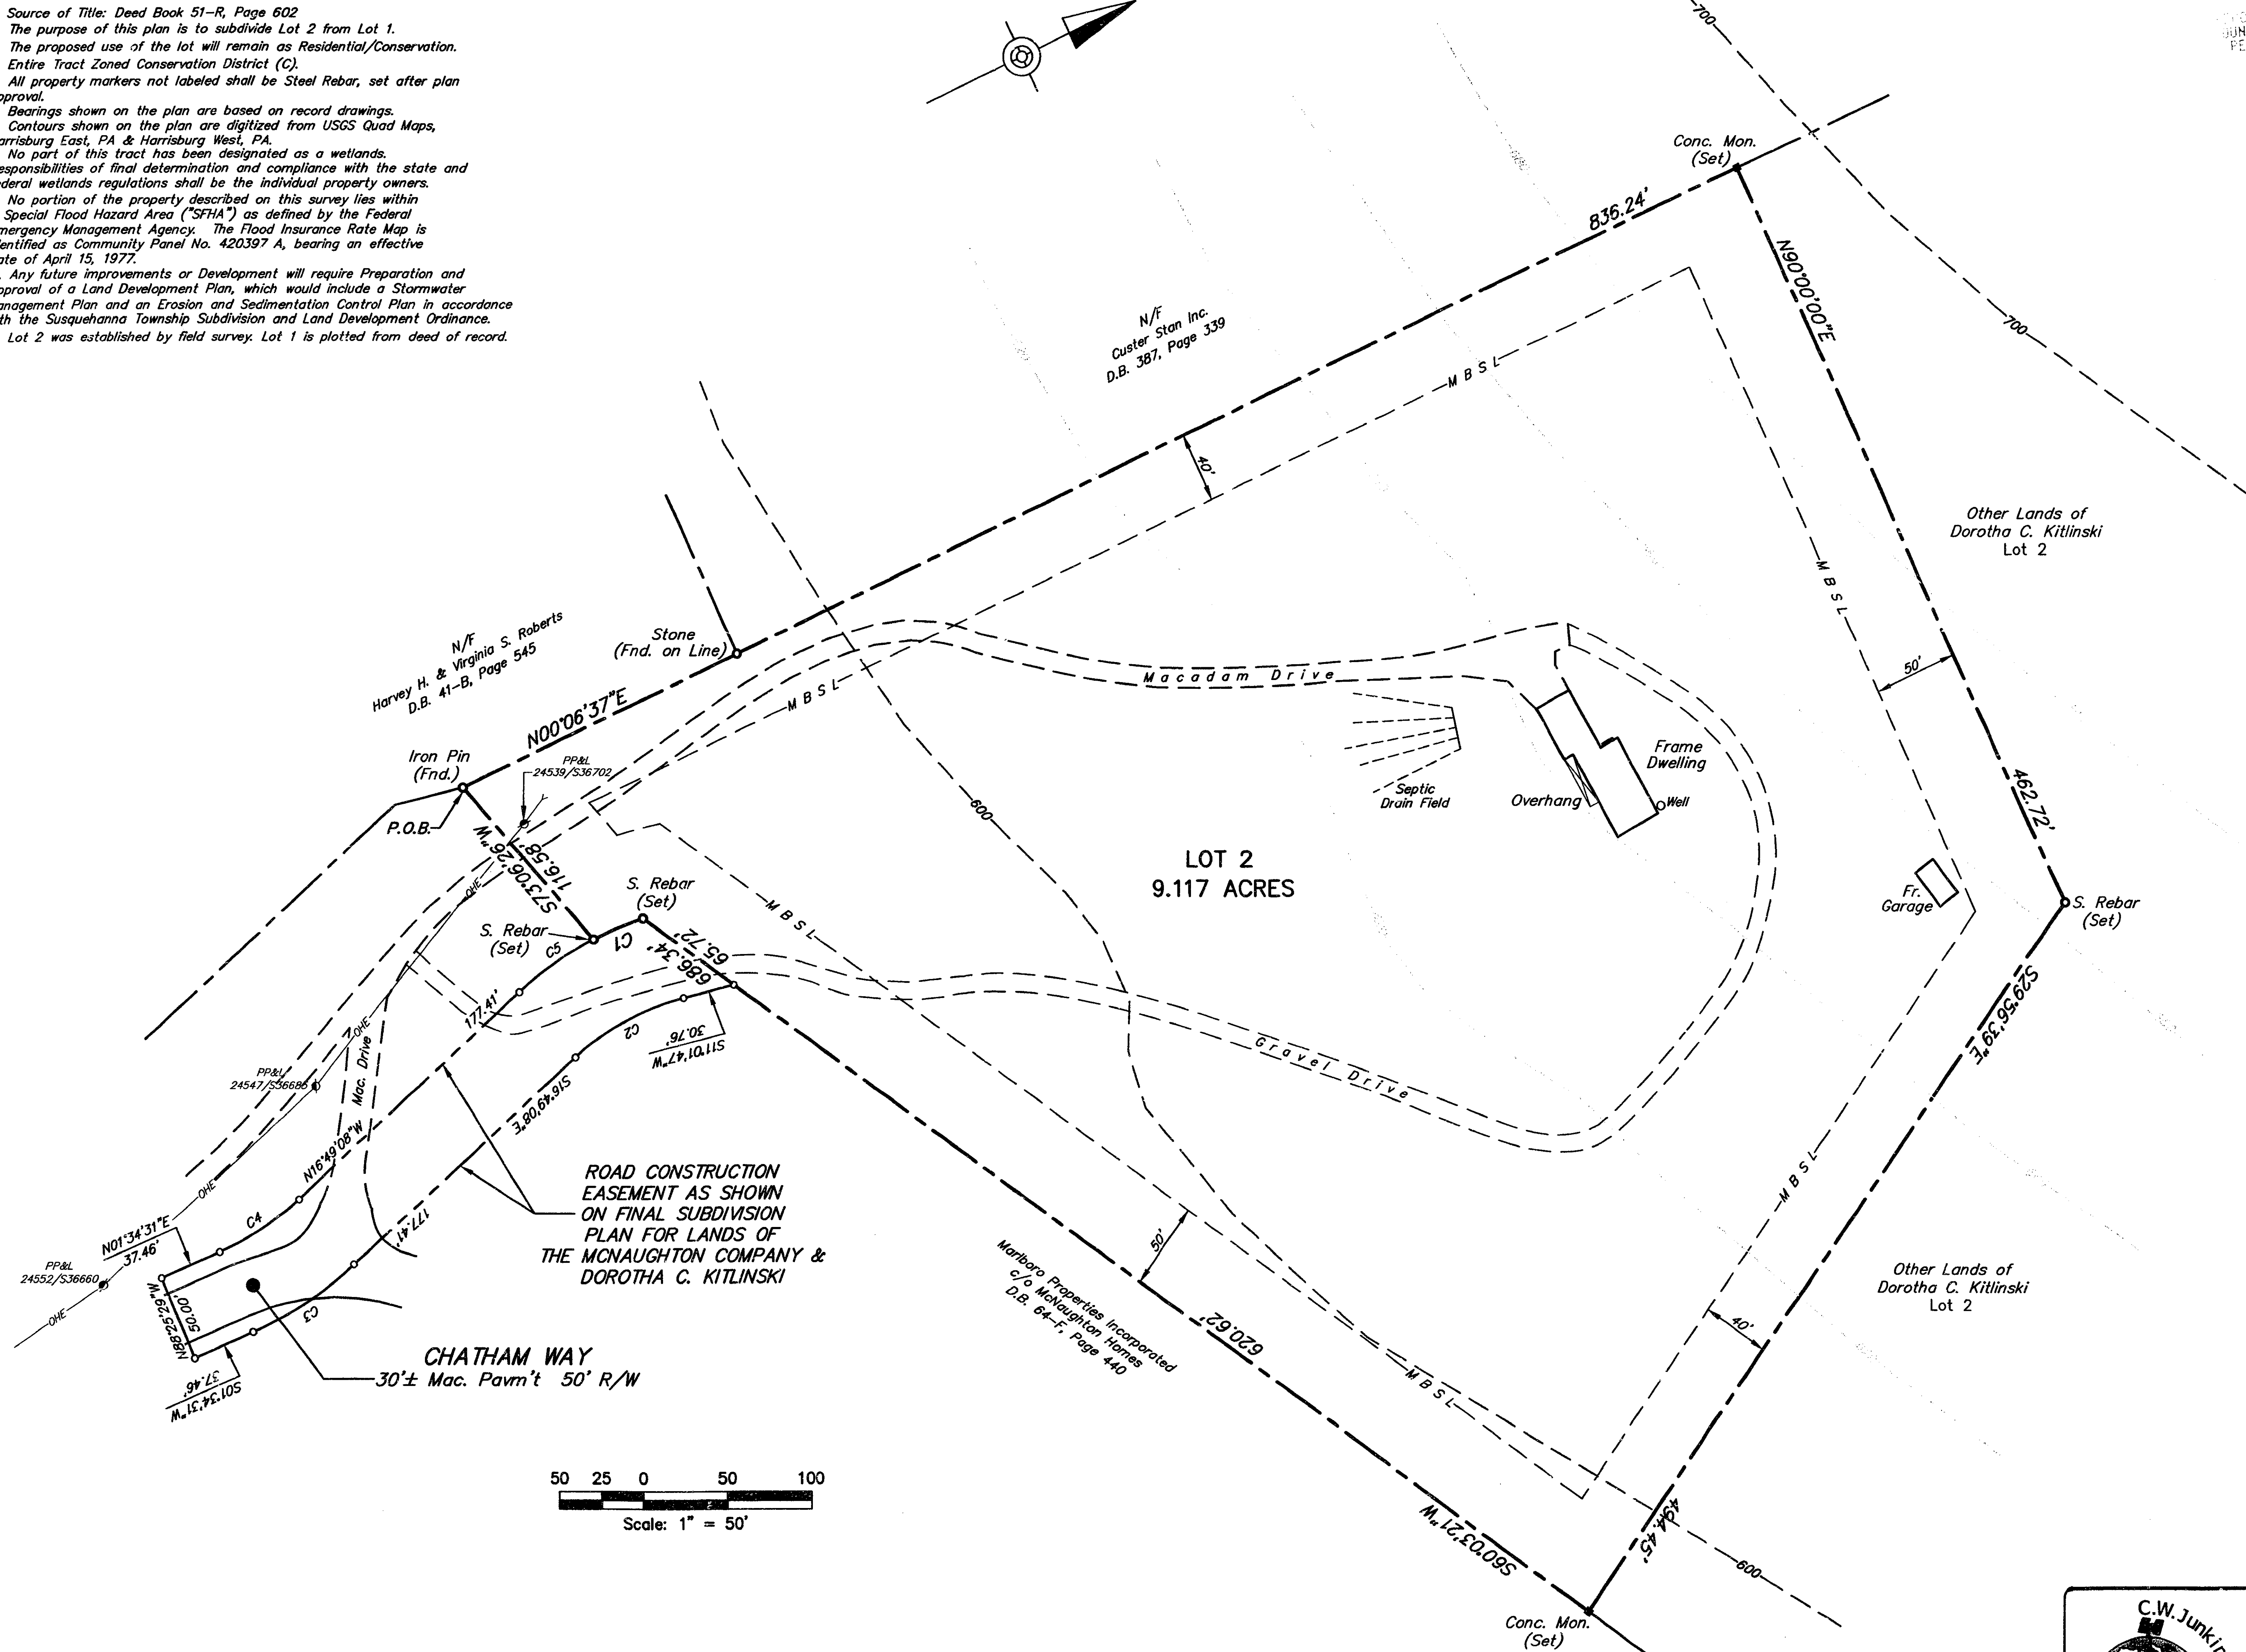 Source of Title: Deed Book 51-R, Page 602
The purpose of this plan is to subdivide Lot 2 from Lot 1.
The proposed use of the lot will remain as Residential/Conservation.
Entire Tract Zoned Conservation District (C).
All property markers not labeled shall be Steel Rebar, set after plan
pproval.
Bearings shown on the plan are based on record drawings.
Contours shown on the plan are digitized from USGS Quad Maps,
arrisburg East, PA & Harrisburg West, PA.
No part of this tract has been designated as a wetlands.
esponsibilities of final determination and compliance with the state and
deral wetlands regulations shall be the individual property owners.
No portion of the property described on this survey lies within
Special Flood Hazard Area ("SFHA") as defined by the Federal
mergency Management Agency. The Flood Insurance Rate Map is
entified as Community Panel No. 420397 A, bearing an effective
ate of April 15, 1977.
. Any future improvements or Development will require Preparation and
pproval of a Land Development Plan, which would include a Stormwater
anagement Plan and an Erosion and Sedimentation Control Plan in accordance
th the Susquehanna Township Subdivision and Land Development Ordinance.
Lot 2 was established by field survey. Lot 1 is plotted from deed of record.
700
Conc. Mon.
(Set)
836.24'
N90°00'00"E
700
N/F
Custer Stan Inc.
D.B. 387, Page 339
MBSL
40'
Other Lands of
Dorotha C. Kitlinski
Lot 2
MBSL
50'
N/F
Harvey H. & Virginia S. Roberts
D.B. 41-B, Page 545
Stone
(Fnd. on Line)
N00°06'37"E
MBSL
Macadam Drive
Iron Pin
(Fnd.)
P.O.B.
PP&L
24539/S36702
S73°06'26"W
116.58'
600
Septic
Drain Field
Overhang
Frame
Dwelling
Well
462.72'
LOT 2
9.117 ACRES
Fr.
Garage
S. Rebar
(Set)
S. Rebar
(Set)
S. Rebar
(Set)
OHE
C5
C1
65.72'
686.34'
MBSL
177.41'
C2
30.76'
S11°01'47"W
S29°56'39"E
Gravel Drive
OHE
Mac. Drive
PP&L
24547/S36686
S16°49'08"E
N16°49'08"W
ROAD CONSTRUCTION
EASEMENT AS SHOWN
ON FINAL SUBDIVISION
PLAN FOR LANDS OF
THE MCNAUGHTON COMPANY &
DOROTHA C. KITLINSKI
OHE
C4
177.41'
N01°34'31"E
37.46'
PP&L
24552/S36660
OHE
N88°25'29"W
50.00'
C3
37.46'
S01°34'31"W
CHATHAM WAY
30'± Mac. Pavm't 50' R/W
MBSL
50'
Marlboro Properties Incorporated
c/o McNaughton Homes
D.B. 64-F, Page 440
620.62'
MBSL
40'
Other Lands of
Dorotha C. Kitlinski
Lot 2
50 25 0 50 100
Scale: 1" = 50'
S60°03'21"W
494.45'
600
Conc. Mon.
(Set)
C.W. Junkin